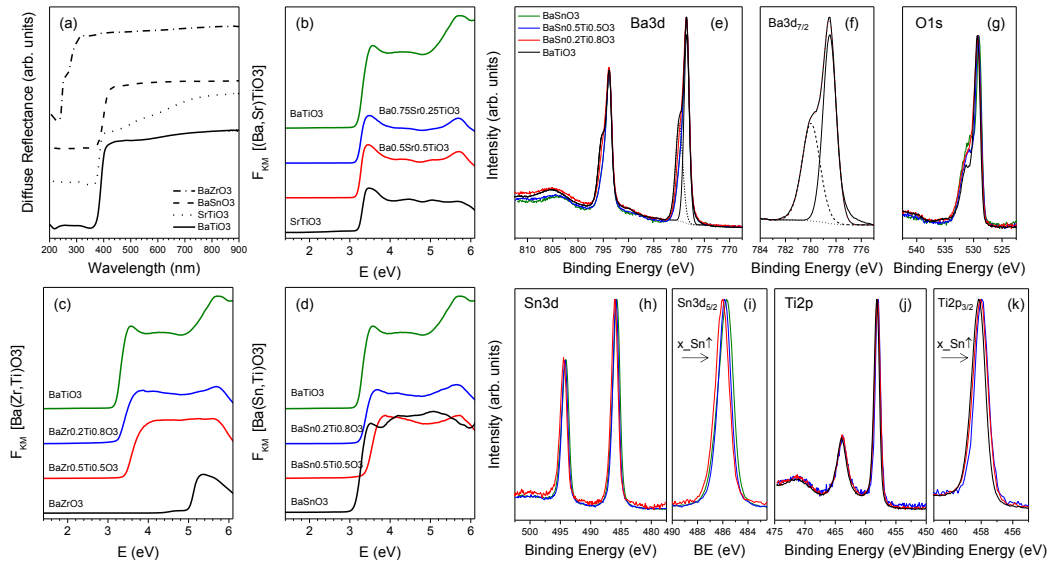 (a)
Diffuse Reflectance (arb. units)
BaZrO3
BaSnO3
SrTiO3
BaTiO3
200 300 400 500 600 700 800 900
Wavelength (nm)
(b)
F_KM [(Ba,Sr)TiO3]
BaTiO3
Ba0.75Sr0.25TiO3
Ba0.5Sr0.5TiO3
SrTiO3
2 3 4 5 6
E (eV)
(c)
F_KM [Ba(Zr,Ti)O3]
BaTiO3
BaZr0.2Ti0.8O3
BaZr0.5Ti0.5O3
BaZrO3
2 3 4 5 6
E (eV)
(d)
F_KM [Ba(Sn,Ti)O3]
BaTiO3
BaSn0.2Ti0.8O3
BaSn0.5Ti0.5O3
BaSnO3
2 3 4 5 6
E (eV)
BaSnO3
BaSn0.5Ti0.5O3
BaSn0.2Ti0.8O3
BaTiO3
Ba3d
(e)
Intensity (arb. units)
810 800 790 780 770
Binding Energy (eV)
Ba3d7/2
(f)
784 780 778 776
Binding Energy (eV)
O1s
(g)
540 535 530 525
Binding Energy (eV)
Sn3d
(h)
Intensity (arb. units)
500 495 490 485 480
Binding Energy (eV)
Sn3d5/2
(i)
x_Sn↑
→
488 486 484
BE (eV)
Ti2p
(j)
475 470 465 460 455 450
Binding Energy (eV)
Ti2p3/2
(k)
x_Sn↑
→
460 458 456
Binding Energy (eV)